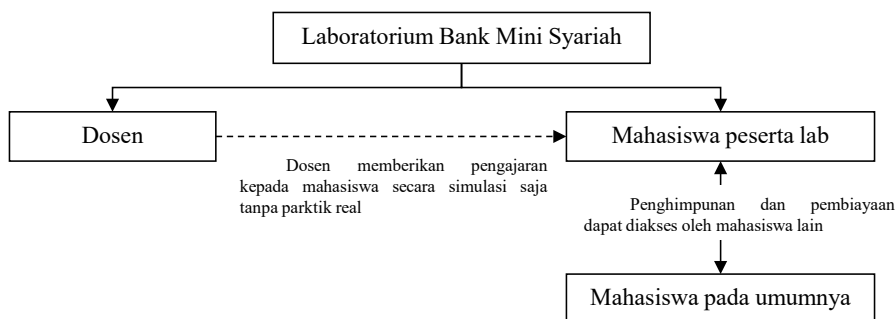 Laboratorium Bank Mini Syariah
Dosen
Mahasiswa peserta lab
Dosen memberikan pengajaran
kepada mahasiswa secara simulasi saja
tanpa parktik real
Penghimpunan dan pembiayaan
dapat diakses oleh mahasiswa lain
Mahasiswa pada umumnya